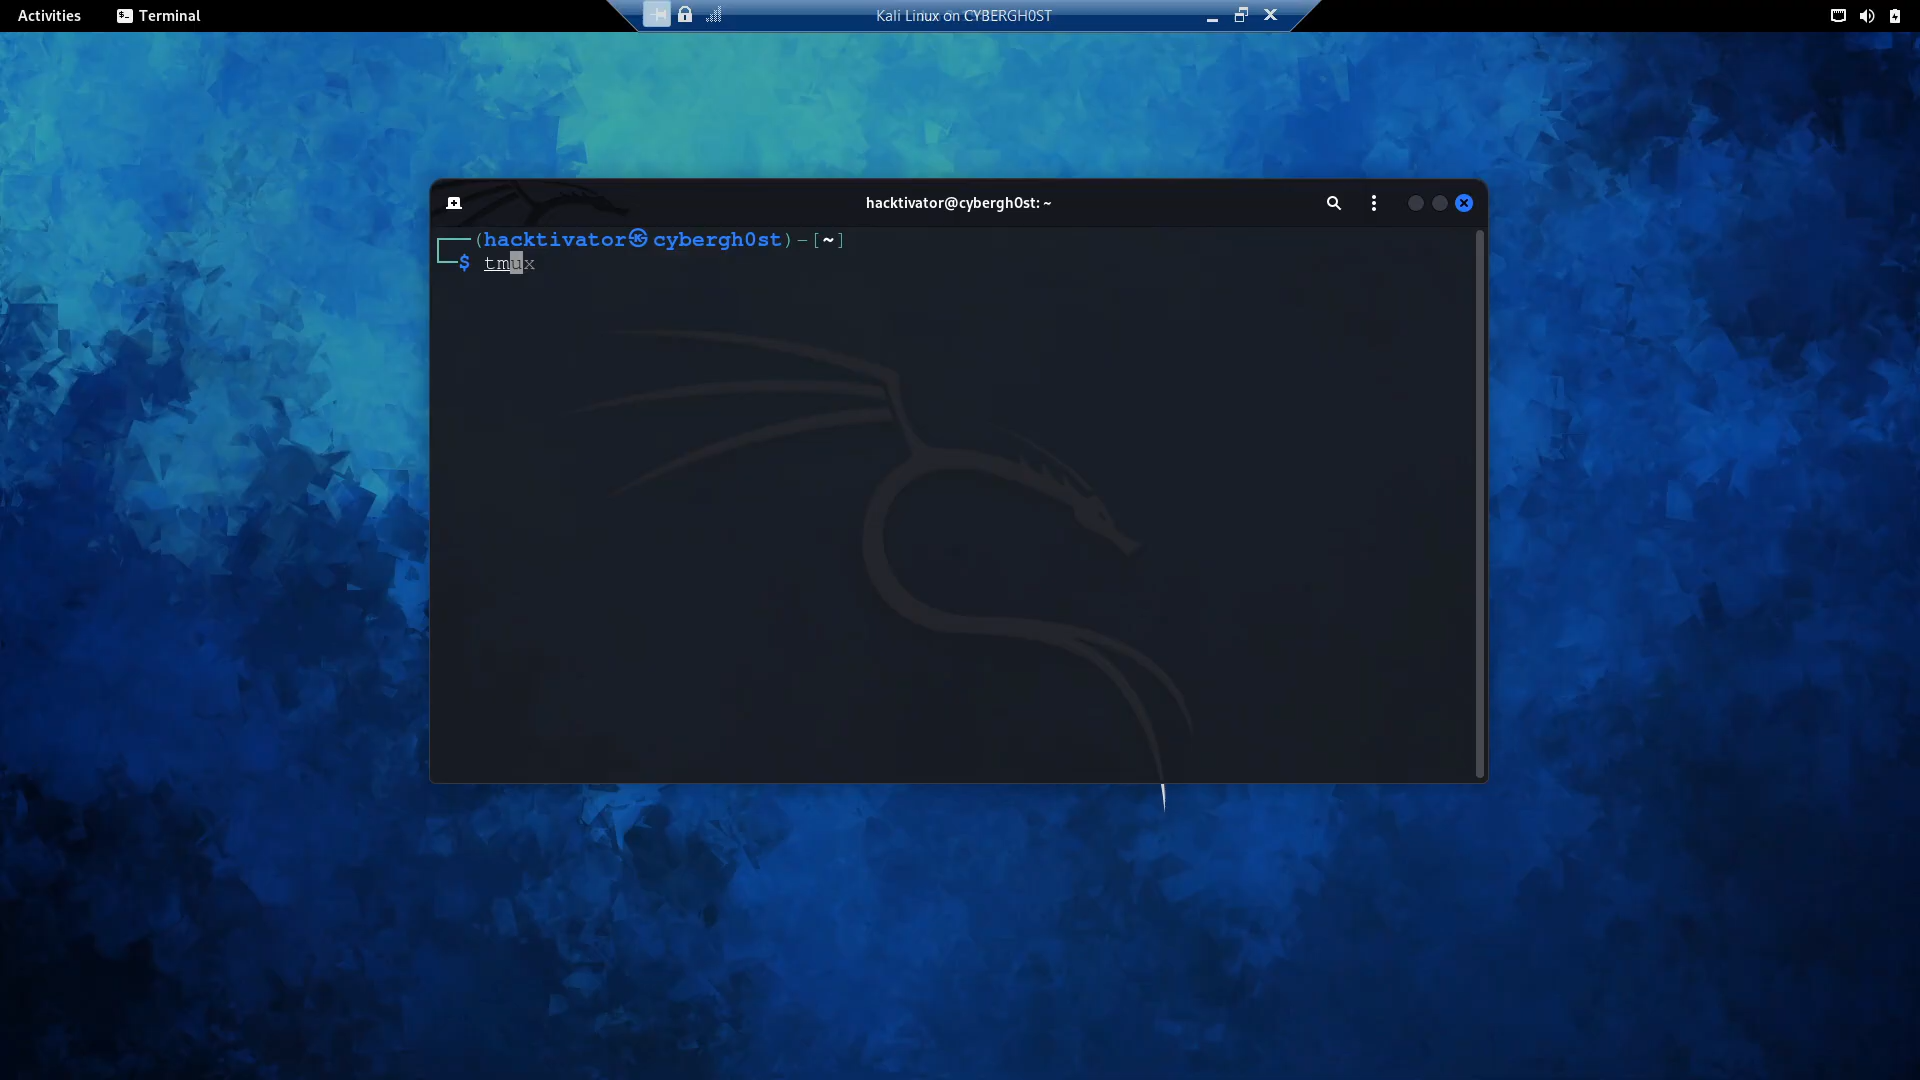 Activities
Terminal
Kali Linux on CYBERGH0ST
hacktivator@cybergh0st: ~
(hacktivator㉿cybergh0st)-[~]
$ tmux